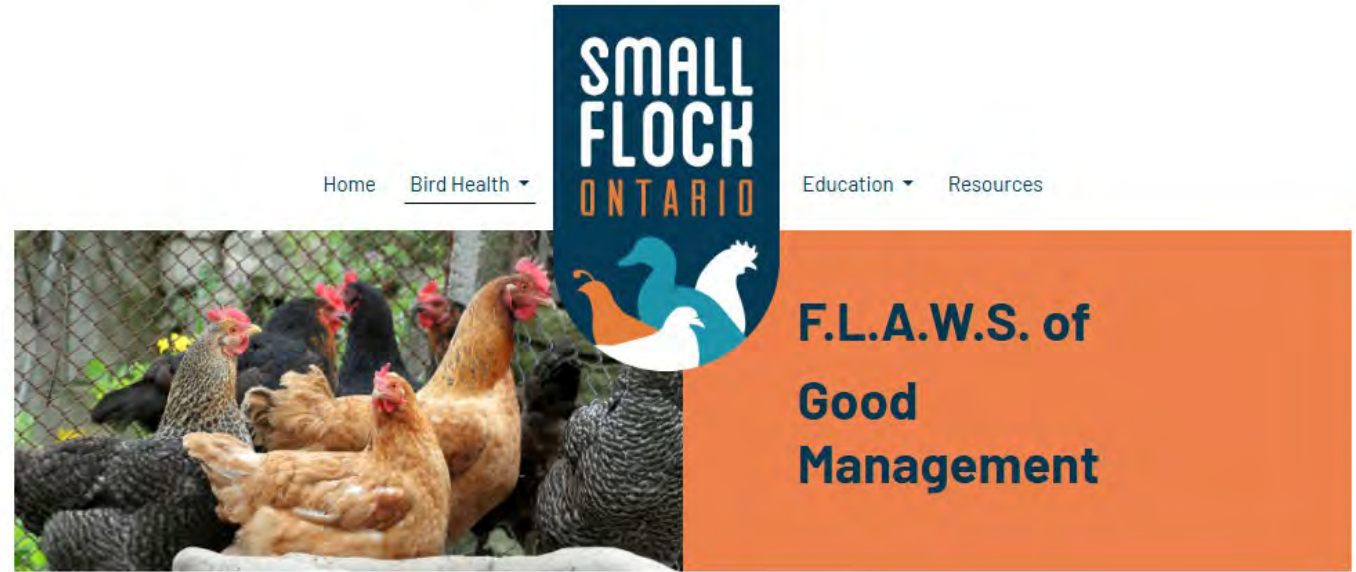 SMALL
FLOCK
ONTARIO
Home
Bird Health
Education
Resources
F.L.A.W.S. of
Good
Management